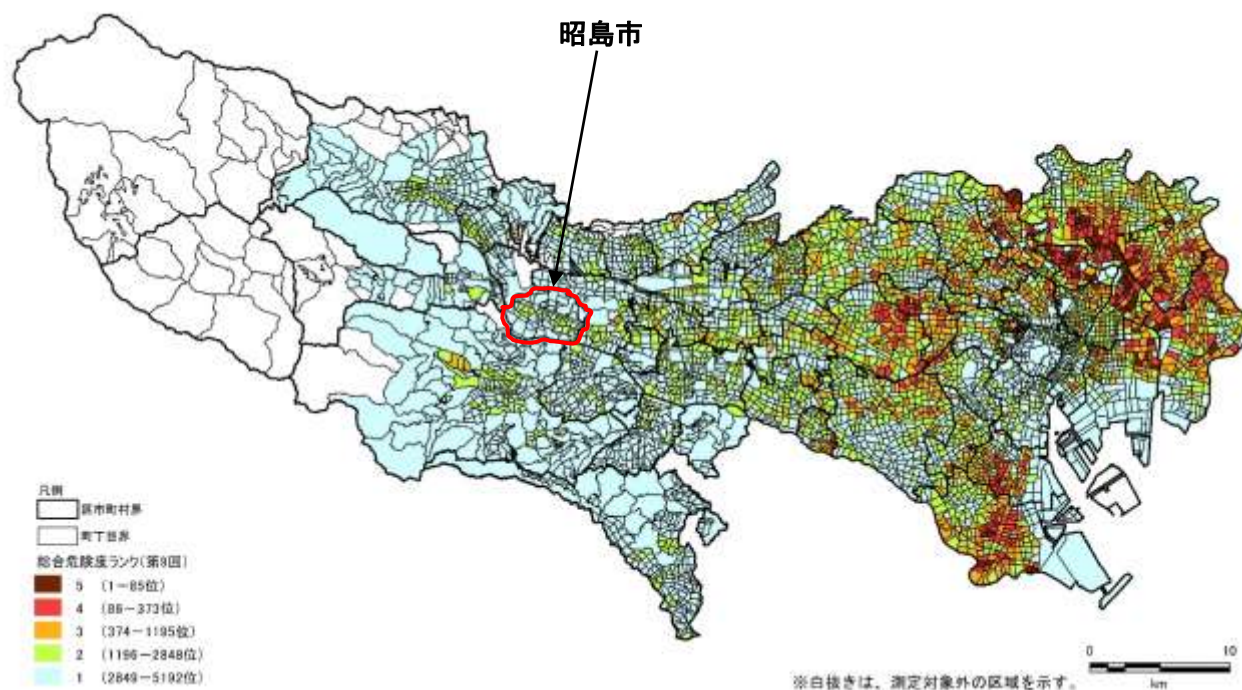 昭島市
凡例
区市町村界
町丁目界
総合危険度ランク(第9回)
5 (1－85位)
4 (86－373位)
3 (374－1195位)
2 (1196－2848位)
1 (2849－5192位)
0 10
km
※白抜きは、測定対象外の区域を示す。